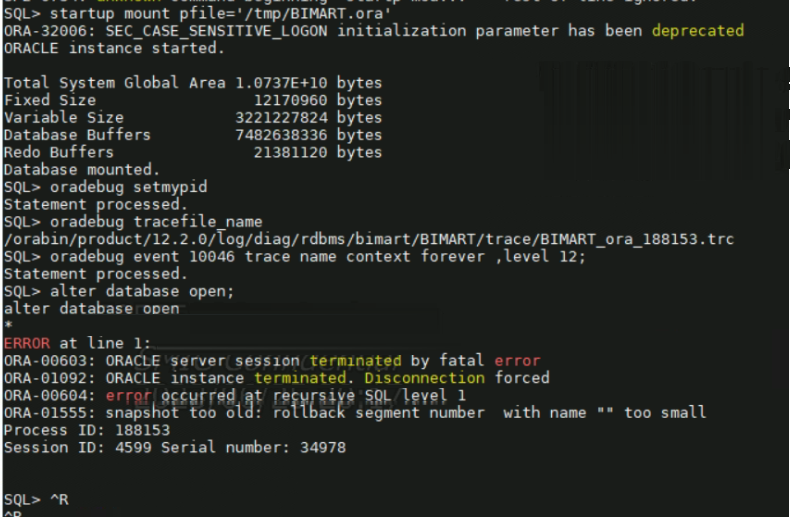 SQL> startup mount pfile='/tmp/BIMART.ora'
ORA-32006: SEC_CASE_SENSITIVE_LOGON initialization parameter has been deprecated
ORACLE instance started.
Total System Global Area 1.0737E+10 bytes
Fixed Size 12170960 bytes
Variable Size 3221227824 bytes
Database Buffers 7482638336 bytes
Redo Buffers 21381120 bytes
Database mounted.
SQL> oradebug setmypid
Statement processed.
SQL> oradebug tracefile_name
/orabin/product/12.2.0/log/diag/rdbms/bimart/BIMART/trace/BIMART_ora_188153.trc
SQL> oradebug event 10046 trace name context forever ,level 12;
Statement processed.
SQL> alter database open;
alter database open
*
ERROR at line 1:
ORA-00603: ORACLE server session terminated by fatal error
ORA-01092: ORACLE instance terminated. Disconnection forced
ORA-00604: error occurred at recursive SQL level 1
ORA-01555: snapshot too old: rollback segment number  with name "" too small
Process ID: 188153
Session ID: 4599 Serial number: 34978
SQL> ^R
^R